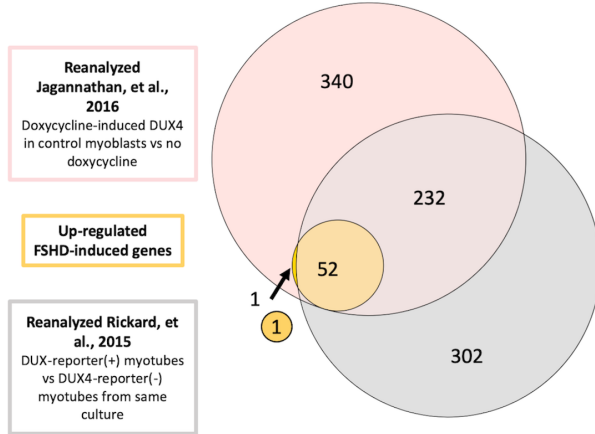 Reanalyzed
Jagannathan, et al.,
2016
Doxycycline-induced DUX4
in control myoblasts vs no
doxycycline
Up-regulated
FSHD-induced genes
Reanalyzed Rickard, et
al., 2015
DUX-reporter(+) myotubes
vs DUX4-reporter(-)
myotubes from same
culture
340
232
52
1
1
302